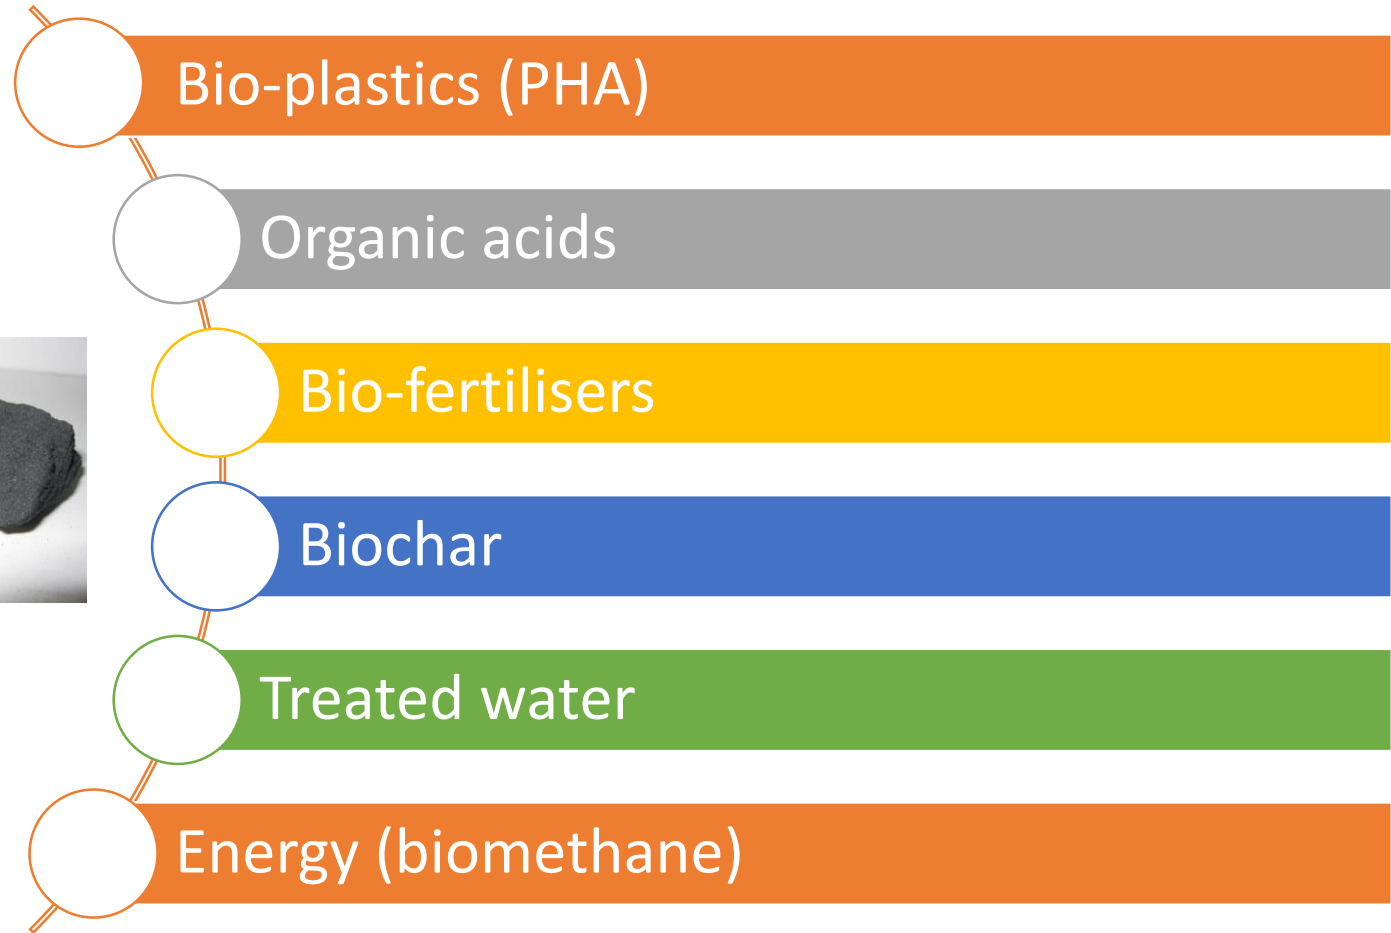 Bio-plastics (PHA)
Organic acids
Bio-fertilisers
Biochar
Treated water
Energy (biomethane)